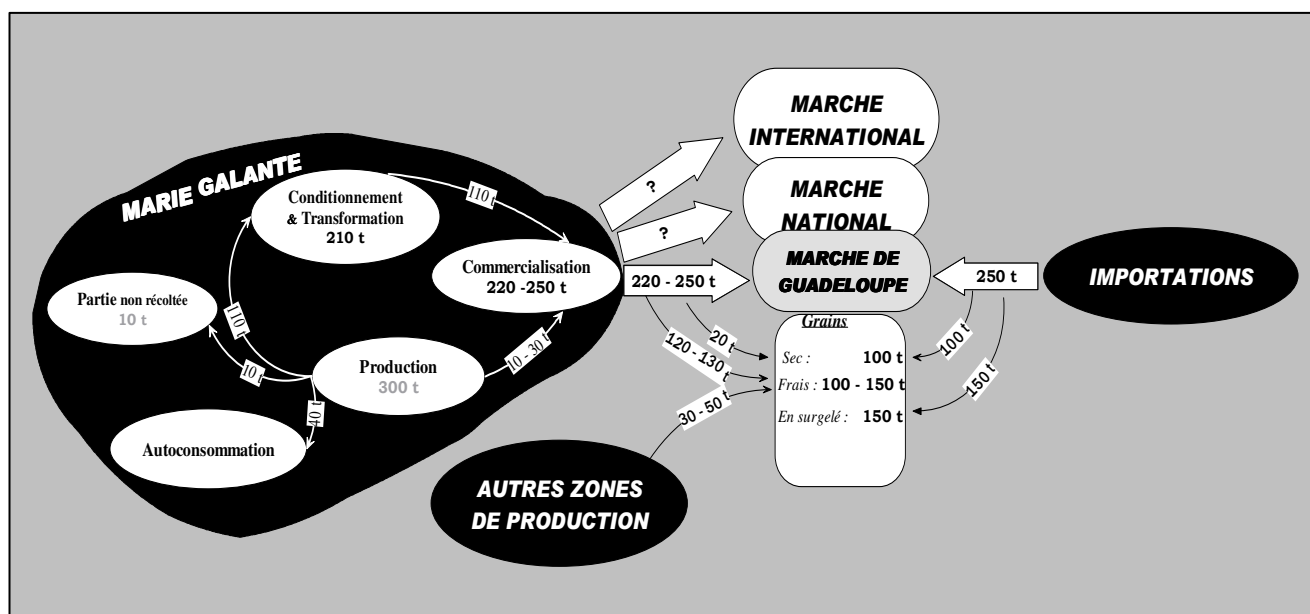 MARIE GALANTE
Conditionnement
& Transformation
210 t
110 t
Commercialisation
220 -250 t
Partie non récoltée
10 t
110 t
10 t
Production
300 t
10 - 30 t
40 t
Autoconsommation
?
?
220 - 250 t
MARCHE
INTERNATIONAL
MARCHE
NATIONAL
MARCHE DE
GUADELOUPE
250 t
IMPORTATIONS
Grains
Sec : 100 t
Frais : 100 - 150 t
En surgelé : 150 t
20 t
120 - 130 t
30 - 50 t
100 t
150 t
AUTRES ZONES
DE PRODUCTION